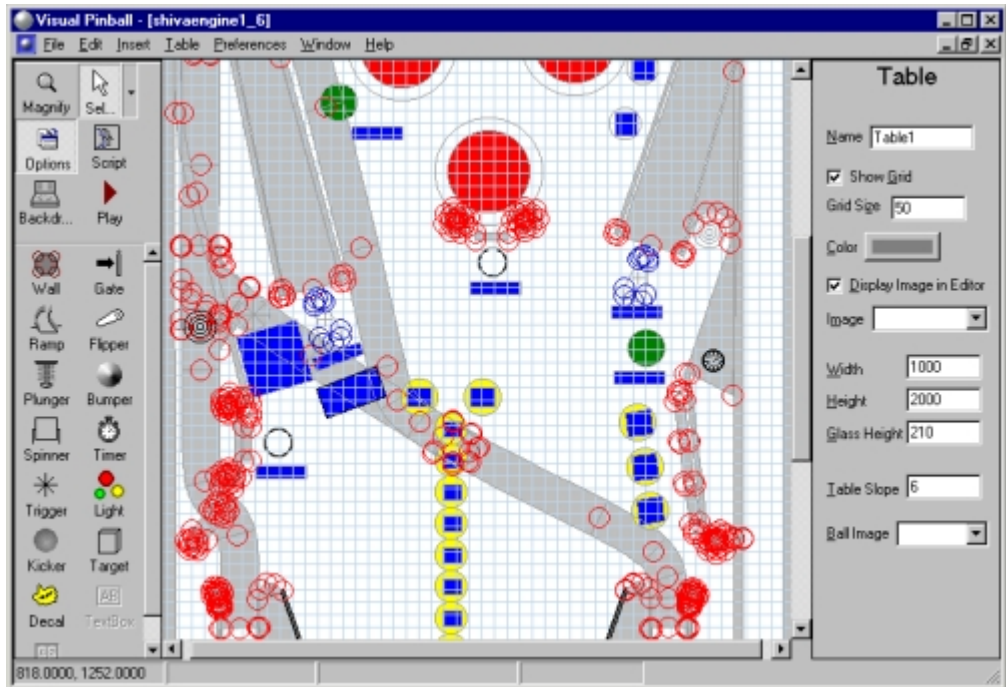 Visual Pinball - [shivaengine1_6]
File Edit Insert Table Preferences Window Help
Magnify Sel...
Options Script
Backdr... Play
Wall Gate
Ramp Flipper
Plunger Bumper
Spinner Timer
Trigger Light
Kicker Target
Decal TextBox
Table
Name Table1
Show Grid
Grid Size 50
Color
Display Image in Editor
Image
Width 1000
Height 2000
Glass Height 210
Table Slope 6
Ball Image
818.0000, 1252.0000